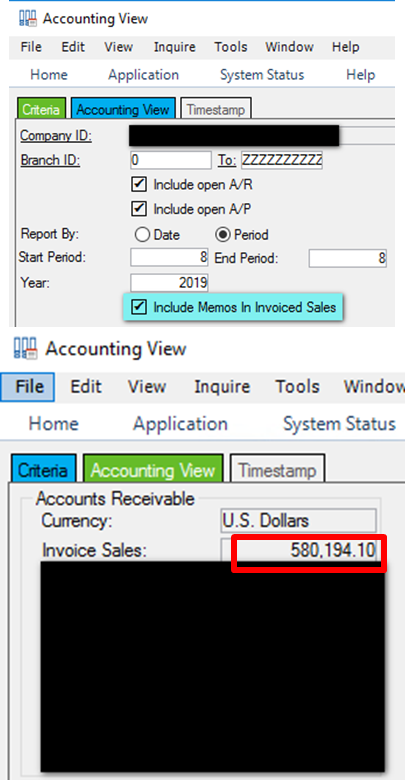 Accounting View
File Edit View Inquire Tools Window Help
Home Application System Status Help
Criteria Accounting View Timestamp
Company ID:
Branch ID: 0 To: ZZZZZZZZZZ
Include open A/R
Include open A/P
Report By: Date Period
Start Period: 8 End Period: 8
Year: 2019
Include Memos In Invoiced Sales
Accounting View
File Edit View Inquire Tools Window
Home Application System Status
Criteria Accounting View Timestamp
Accounts Receivable
Currency: U.S. Dollars
Invoice Sales: 580,194.10